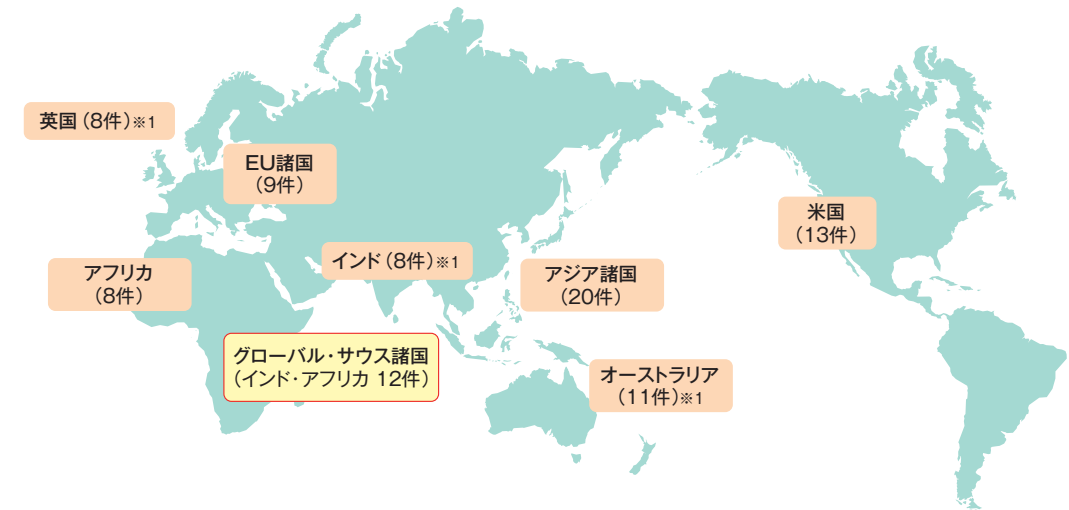 英国（8件）※1
EU諸国
（9件）
米国
（13件）
インド（8件）※1
アフリカ
（8件）
アジア諸国
（20件）
グローバル・サウス諸国
（インド・アフリカ 12件）
オーストラリア
（11件）※1